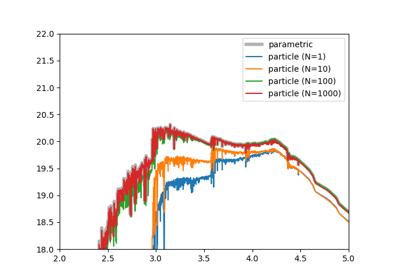 22.0
21.5
21.0
20.5
20.0
19.5
19.0
18.5
18.0
2.0 2.5 3.0 3.5 4.0 4.5 5.0
parametric
particle (N=1)
particle (N=10)
particle (N=100)
particle (N=1000)